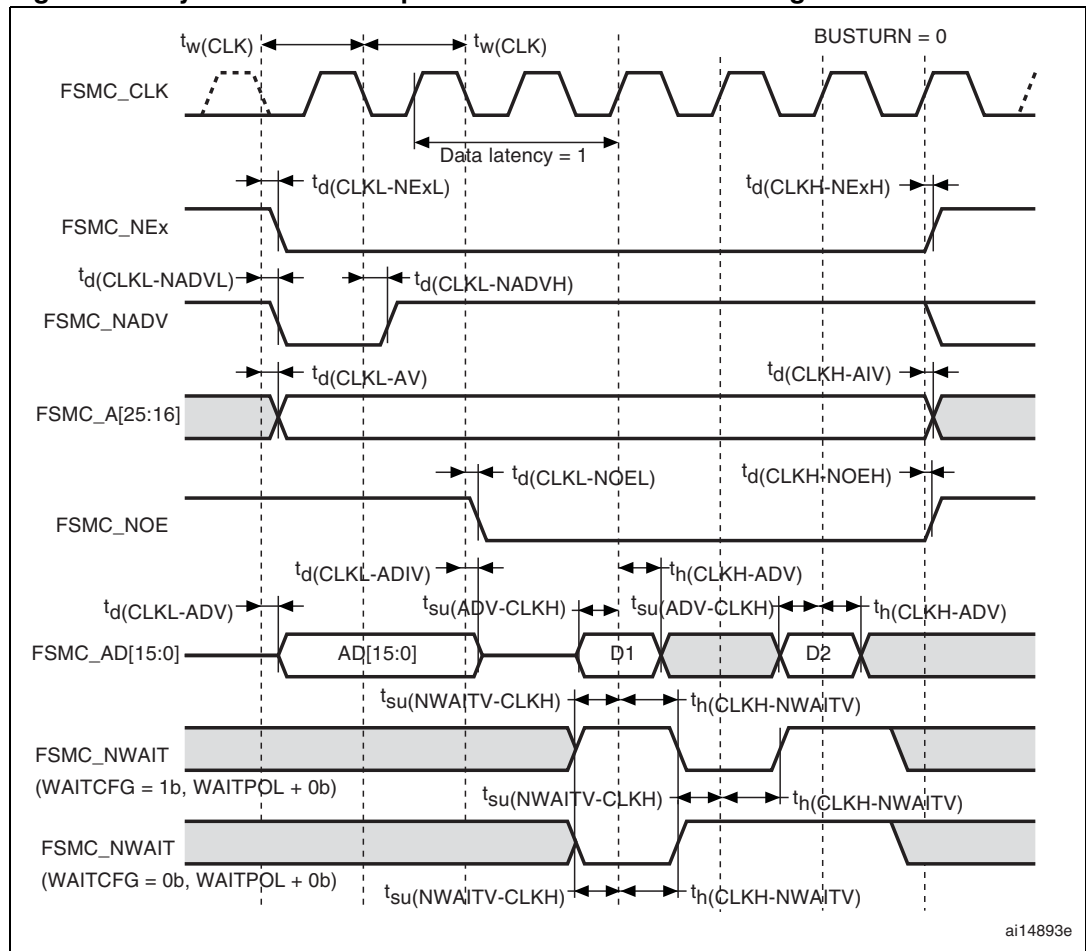 tw(CLK) tw(CLK) BUSTURN = 0
FSMC_CLK
Data latency = 1
td(CLKL-NExL) td(CLKH-NExH)
FSMC_NEx
td(CLKL-NADVL) td(CLKL-NADVH)
FSMC_NADV
td(CLKL-AV) td(CLKH-AIV)
FSMC_A[25:16]
td(CLKL-NOEL) td(CLKH-NOEH)
FSMC_NOE
td(CLKL-ADIV) th(CLKH-ADV)
td(CLKL-ADV) tsu(ADV-CLKH) tsu(ADV-CLKH) th(CLKH-ADV)
FSMC_AD[15:0] AD[15:0] D1 D2
tsu(NWAITV-CLKH) th(CLKH-NWAITV)
FSMC_NWAIT
(WAITCFG = 1b, WAITPOL + 0b)
tsu(NWAITV-CLKH) th(CLKH-NWAITV)
FSMC_NWAIT
(WAITCFG = 0b, WAITPOL + 0b)
tsu(NWAITV-CLKH) th(CLKH-NWAITV)
ai14893e